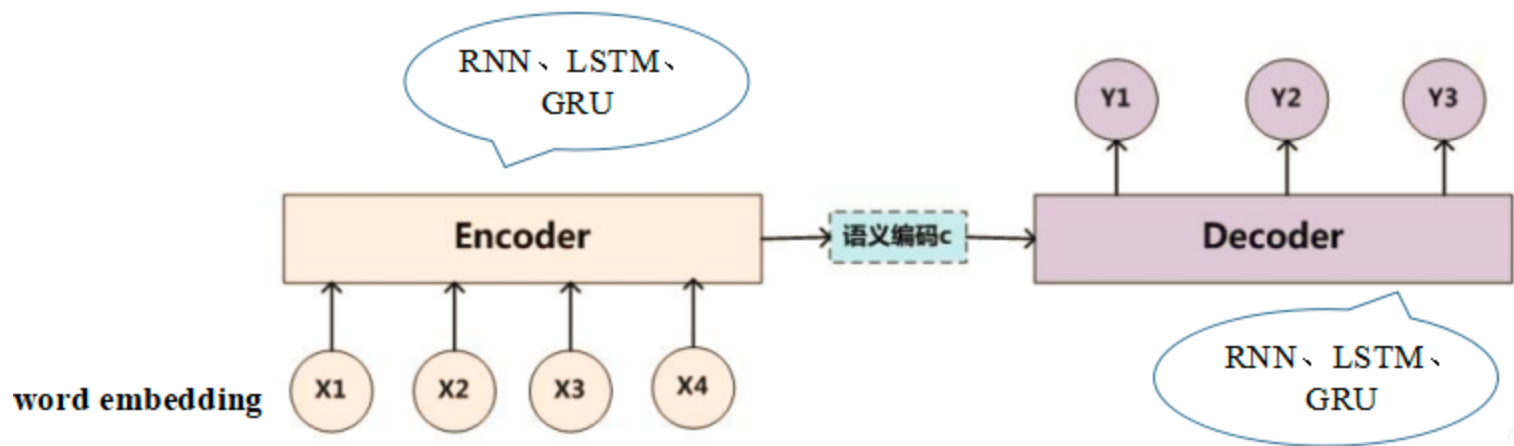 RNN、LSTM、
GRU
Y1
Y2
Y3
Encoder
语义编码c
Decoder
word embedding
X1
X2
X3
X4
RNN、LSTM、
GRU